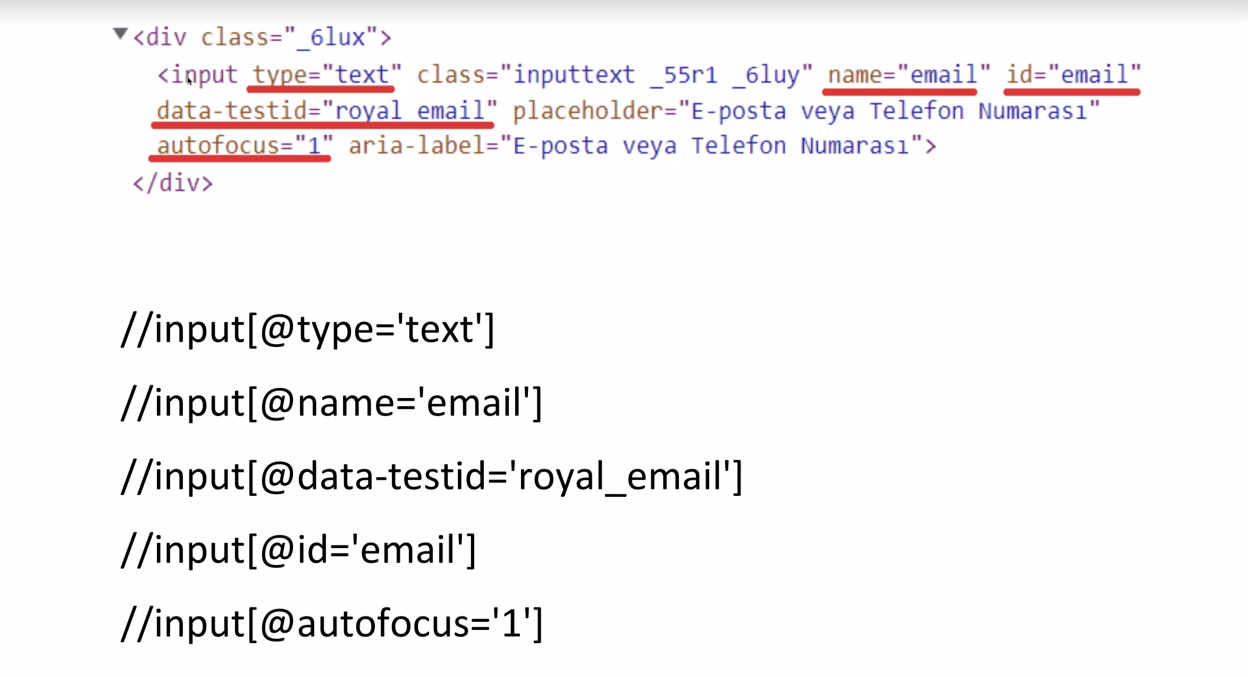 <div class="_6lux">
<input type="text" class="inputtext _55r1 _6luy" name="email" id="email"
data-testid="royal_email" placeholder="E-posta veya Telefon Numarası"
autofocus="1" aria-label="E-posta veya Telefon Numarası">
</div>
//input[@type='text']
//input[@name='email']
//input[@data-testid='royal_email']
//input[@id='email']
//input[@autofocus='1']